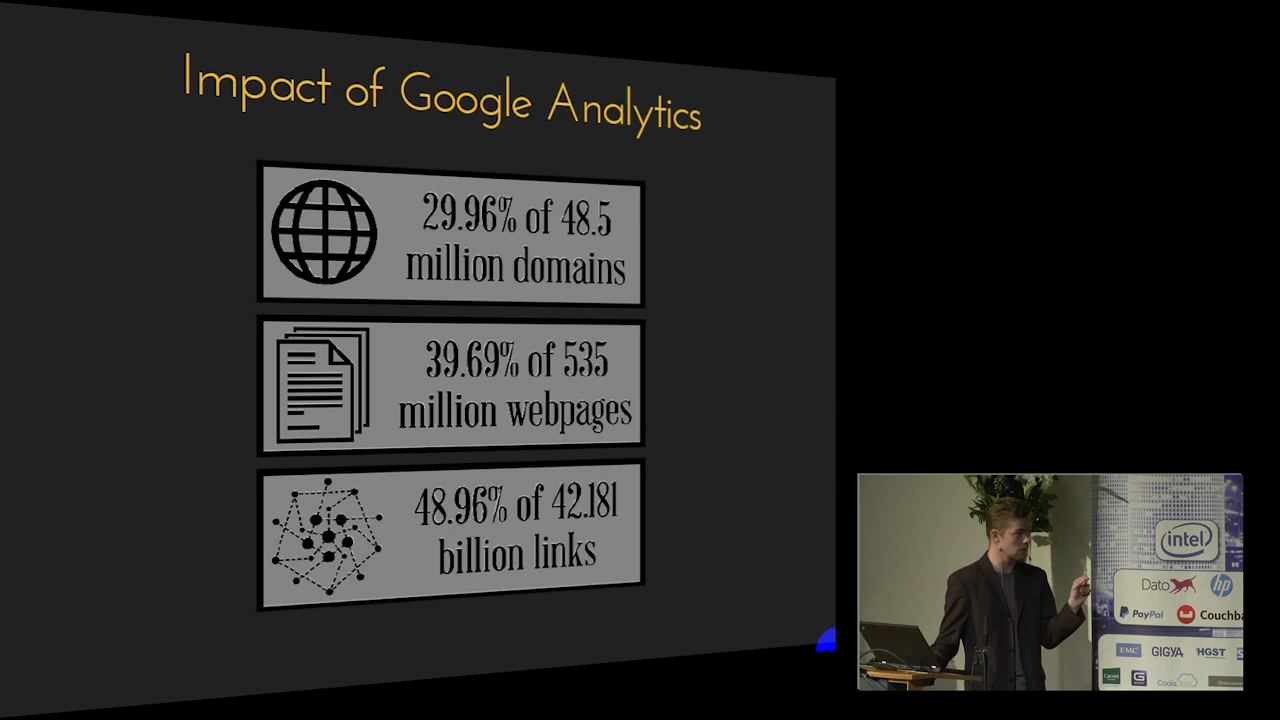 Impact of Google Analytics
29.96% of 48.5
million domains
39.69% of 535
million webpages
48.96% of 42.181
billion links
intel
Dato
hp
PayPal
Couchba
EMC
GIGYA
HGST